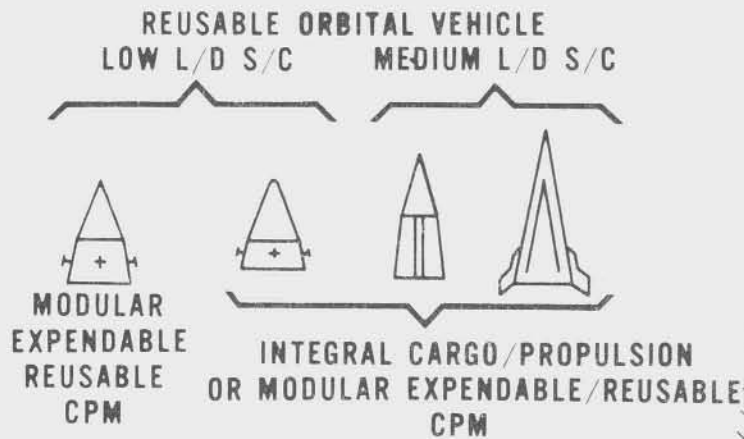 REUSABLE ORBITAL VEHICLE
LOW L/D S/C MEDIUM L/D S/C
MODULAR
EXPENDABLE
REUSABLE
CPM
INTEGRAL CARGO/PROPULSION
OR MODULAR EXPENDABLE/REUSABLE
CPM